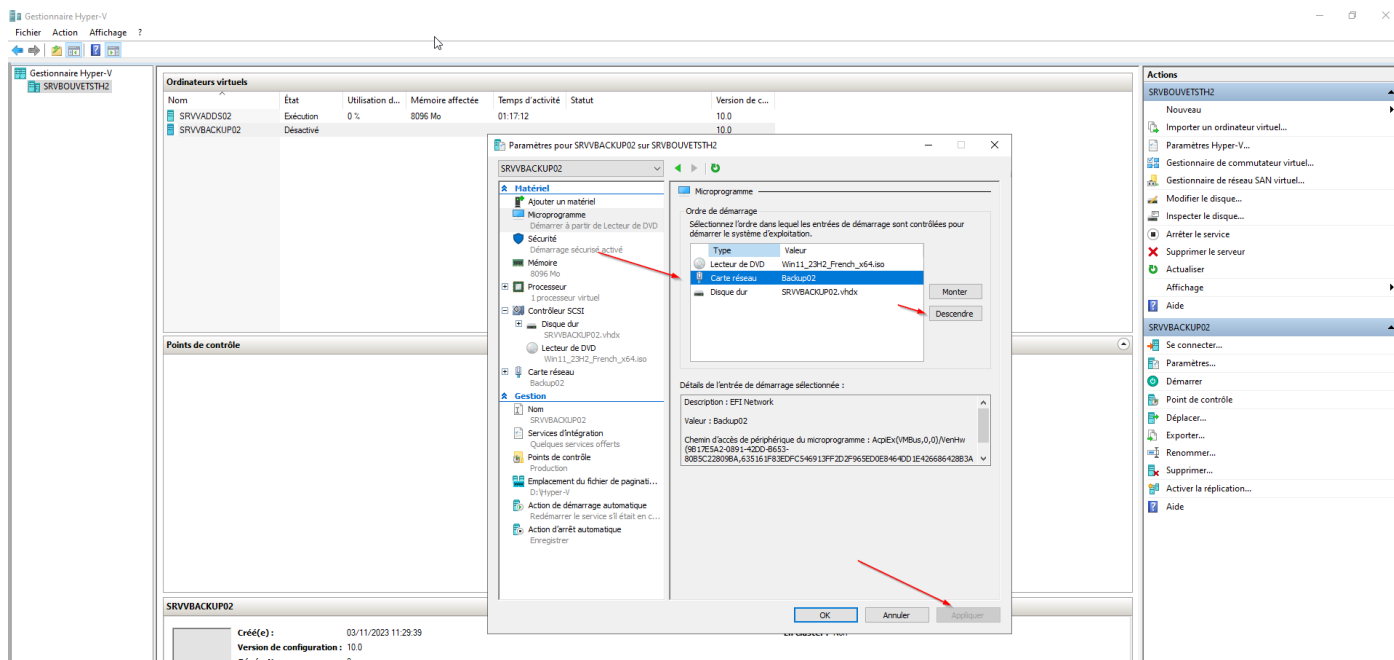 Gestionnaire Hyper-V
Fichier Action Affichage ?
Gestionnaire Hyper-V
SRVBOUVETSTH2
Ordinateurs virtuels
Nom État Utilisation d... Mémoire affectée Temps d'activité Statut Version de c...
SRVVADDS02 Exécution 0 % 8096 Mo 01:17:12 10.0
SRVVBACKUP02 Désactivé 10.0
Points de contrôle
SRVVBACKUP02
Créé(e) : 03/11/2023 11:29:39
Version de configuration : 10.0
Paramètres pour SRVVBACKUP02 sur SRVBOUVETSTH2
SRVVBACKUP02
Matériel
Ajouter un matériel
Microprogramme
Démarrer à partir de Lecteur de DVD
Sécurité
Démarrage sécurisé activé
Mémoire
8096 Mo
Processeur
1 processeur virtuel
Contrôleur SCSI
Disque dur
SRVVBACKUP02.vhdx
Lecteur de DVD
Win11_23H2_French_x64.iso
Carte réseau
Backup02
Gestion
Nom
SRVVBACKUP02
Services d'intégration
Quelques services offerts
Points de contrôle
Production
Emplacement du fichier de paginati...
D:\Hyper-V
Action de démarrage automatique
Redémarrer le service s'il était en c...
Action d'arrêt automatique
Enregistrer
Microprogramme
Ordre de démarrage
Sélectionnez l'ordre dans lequel les entrées de démarrage sont contrôlées pour
démarrer le système d'exploitation.
Type Valeur
Lecteur de DVD Win11_23H2_French_x64.iso
Carte réseau Backup02
Disque dur SRVVBACKUP02.vhdx
Monter
Descendre
Détails de l'entrée de démarrage sélectionnée :
Description : EFI Network
Valeur : Backup02
Chemin d'accès de périphérique du microprogramme : AcpiEx(VMBus,0,0)/VenHw
(9B17E5A2-0891-42DD-B653-
80B5C22809BA,635161F83EDFC546913FF2D2F965ED0E8464DD1E426686428B3A
OK Annuler Appliquer
Actions
SRVBOUVETSTH2
Nouveau
Importer un ordinateur virtuel...
Paramètres Hyper-V...
Gestionnaire de commutateur virtuel...
Gestionnaire de réseau SAN virtuel...
Modifier le disque...
Inspecter le disque...
Arrêter le service
Supprimer le serveur
Actualiser
Affichage
Aide
SRVVBACKUP02
Se connecter...
Paramètres...
Démarrer
Point de contrôle
Déplacer...
Exporter...
Renommer...
Supprimer...
Activer la réplication...
Aide